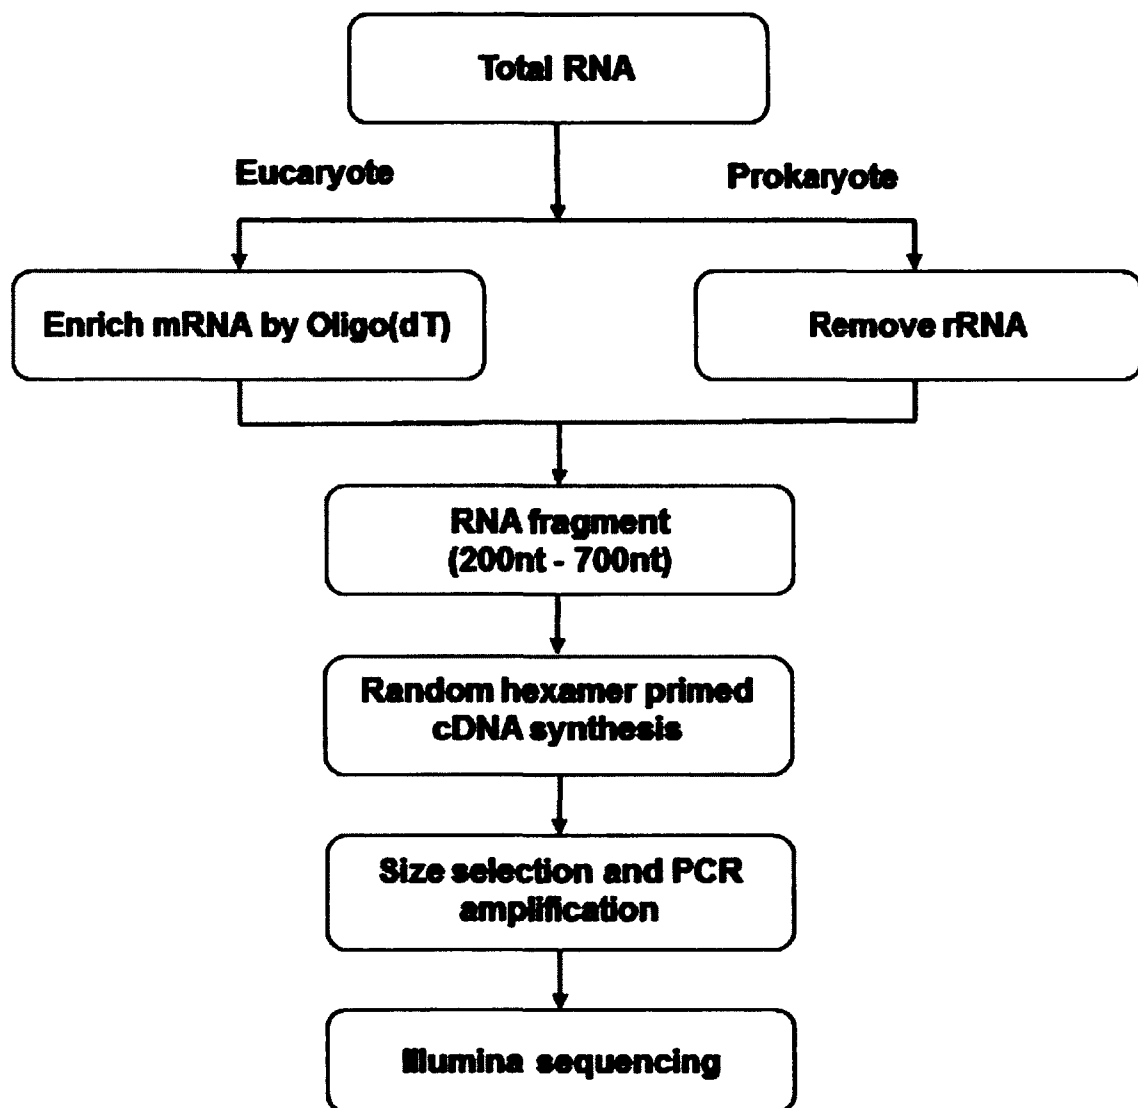 Total RNA
Eucaryote
Prokaryote
Enrich mRNA by Oligo(dT)
Remove rRNA
RNA fragment
(200nt - 700nt)
Random hexamer primed
cDNA synthesis
Size selection and PCR
amplification
Illumina sequencing